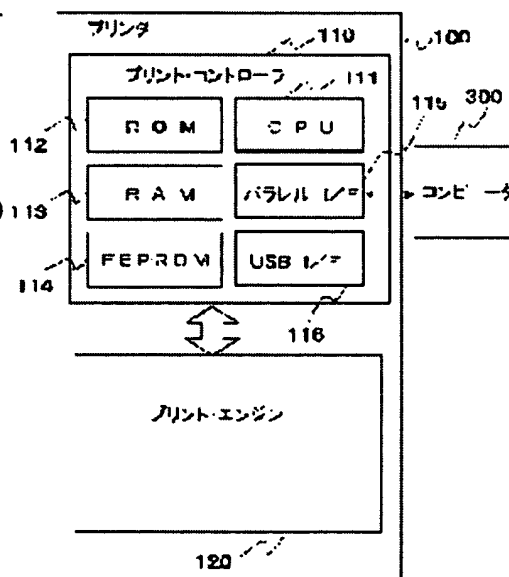 プリンタ
110
100
プリント・コントローラ
111
115
300
ROM
CPU
112
RAM
パラレル I/F
コンピュータ
113
EEPROM
USB I/F
114
116
プリント・エンジン
120